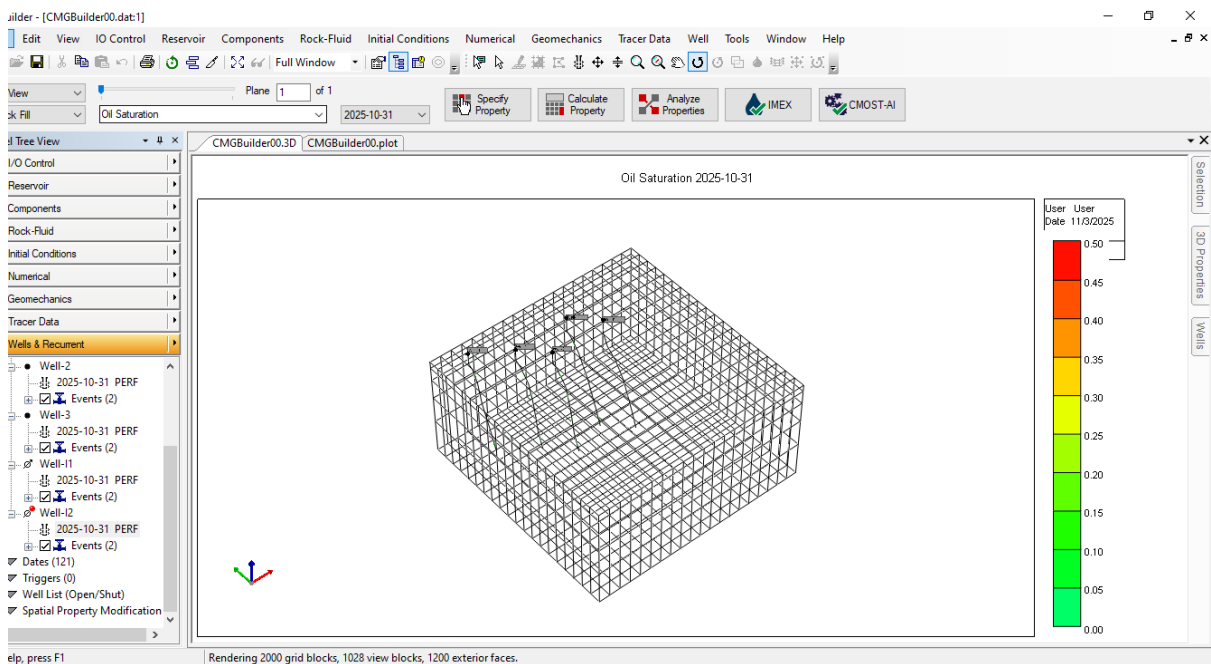 uilder - [CMGBuilder00.dat:1]
Edit View IO Control Reservoir Components Rock-Fluid Initial Conditions Numerical Geomechanics Tracer Data Well Tools Window Help
Full Window
View
Plane 1 of 1
ck Fill
Oil Saturation
2025-10-31
Specify Property
Calculate Property
Analyze Properties
IMEX
CMOST-AI
el Tree View
CMGBuilder00.3D CMGBuilder00.plot
I/O Control
Reservoir
Components
Rock-Fluid
Initial Conditions
Numerical
Geomechanics
Tracer Data
Wells & Recurrent
Well-2
2025-10-31 PERF
Events (2)
Well-3
2025-10-31 PERF
Events (2)
Well-I1
2025-10-31 PERF
Events (2)
Well-I2
2025-10-31 PERF
Events (2)
Dates (121)
Triggers (0)
Well List (Open/Shut)
Spatial Property Modification
Oil Saturation 2025-10-31
User User
Date 11/3/2025
0.50
0.45
0.40
0.35
0.30
0.25
0.20
0.15
0.10
0.05
0.00
Selection
3D Properties
Wells
elp, press F1
Rendering 2000 grid blocks, 1028 view blocks, 1200 exterior faces.